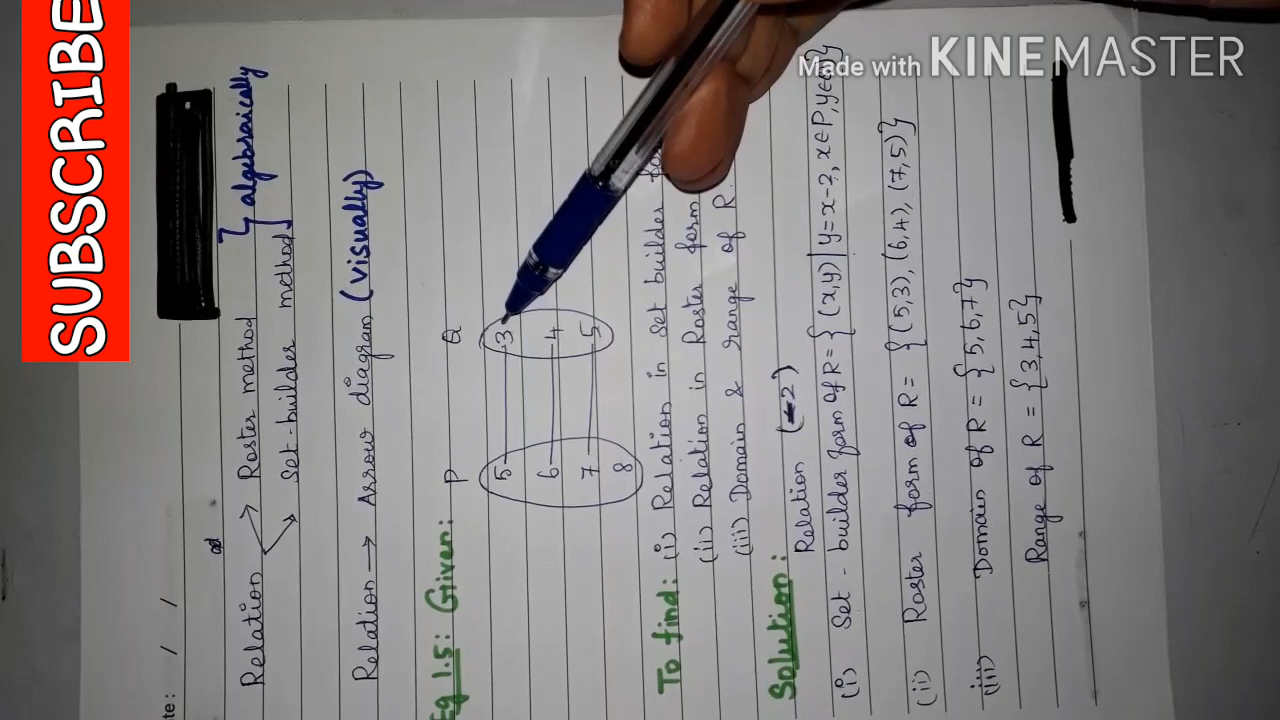 SUBSCRIBE
Made with KINEMASTER
te: / /
Relation → Roster method
→ Set-builder method } algebraically
Relation → Arrow diagram (visually)
Eg 1.5: Given: P Q
5 3
6 4
7 5
8
To find: (i) Relation in set builder
(ii) Relation in Roster form
(iii) Domain & range of R.
Solution:
Relation (-2)
(i) Set-builder form of R = {(x,y) | y=x-2, x∈P, y∈Q}
(ii) Roster form of R = {(5,3), (6,4), (7,5)}
(iii) Domain of R = {5,6,7}
Range of R = {3,4,5}